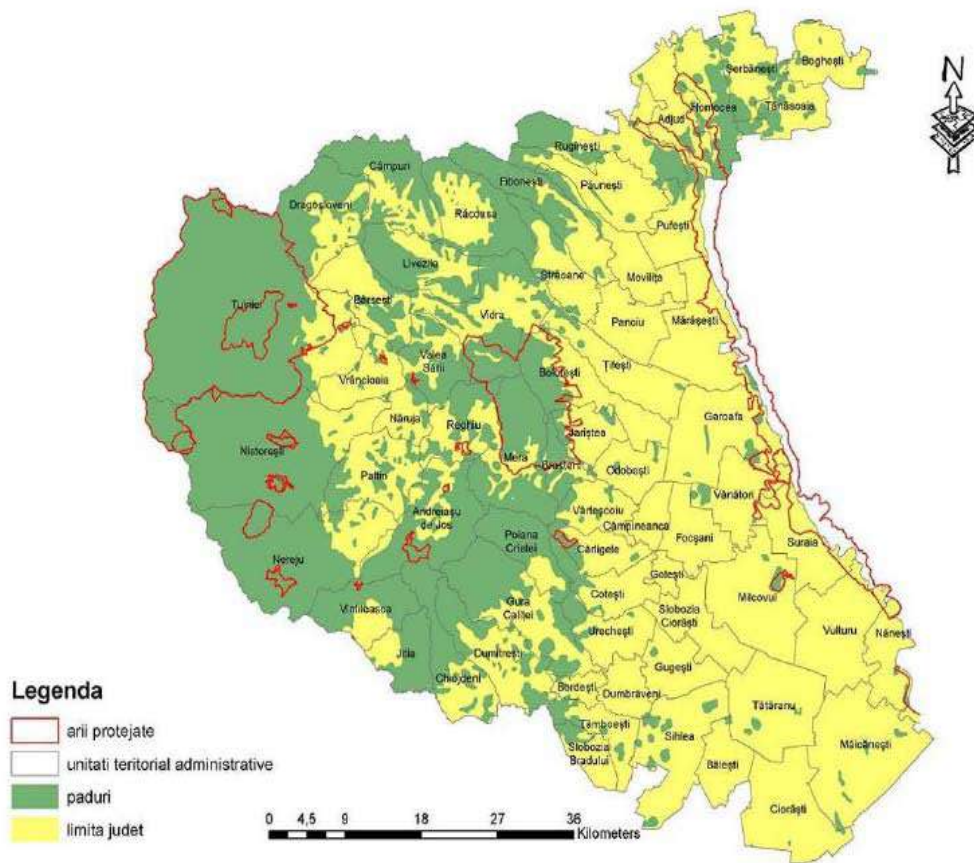 N
Boghești
Șerbănești
Homocea
Tănăsoaia
Adjud
Ruginești
Câmpuri
Păunești
Dragosloveni
Răcoasa
Pufești
Livezile
Străoane
Movilița
Tulnici
Bârsești
Vidra
Panciu
Mărășești
Valea
Sării
Țifești
Vrâncioaia
Bolotești
Garoafa
Năruja
Reghiu
Jariștea
Nistorești
Mera
Odobești
Paltin
Vânători
Andreiașu
de Jos
Vârteșcoiu
Câmpineanca
Poiana
Cristei
Focșani
Suraia
Cârligele
Nereju
Golești
Milcovul
Gura
Caliței
Cotești
Slobozia
Ciorăști
Vintileasca
Vulturu
Nănești
Urechești
Jitia
Dumitrești
Gugești
Chiojdeni
Bordești
Dumbrăveni
Tătăranu
Tâmboești
Sihlea
Măicănești
Slobozia
Bradului
Bălești
Ciorăști
Legenda
arii protejate
unitati teritorial administrative
paduri
limita judet
0 4,5 9 18 27 36
Kilometers